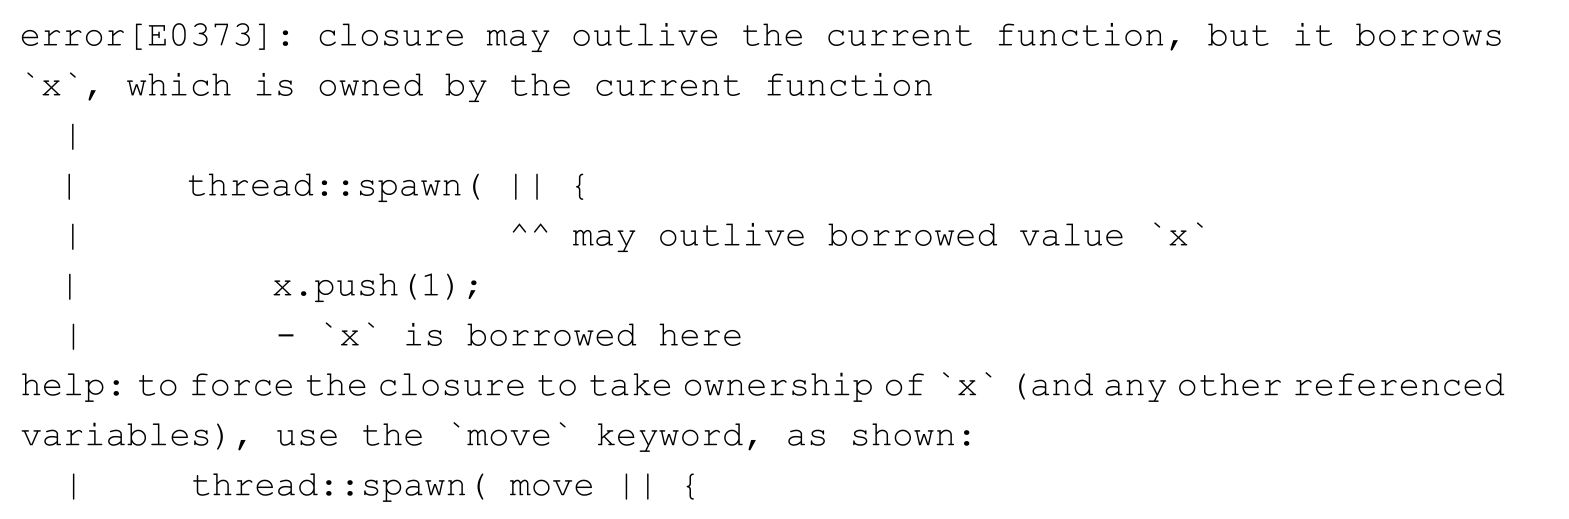 error[E0373]: closure may outlive the current function, but it borrows
`x`, which is owned by the current function
  |
  |     thread::spawn( || {
  |                    ^^ may outlive borrowed value `x`
  |         x.push(1);
  |         - `x` is borrowed here
help: to force the closure to take ownership of `x` (and any other referenced
variables), use the `move` keyword, as shown:
  |     thread::spawn( move || {